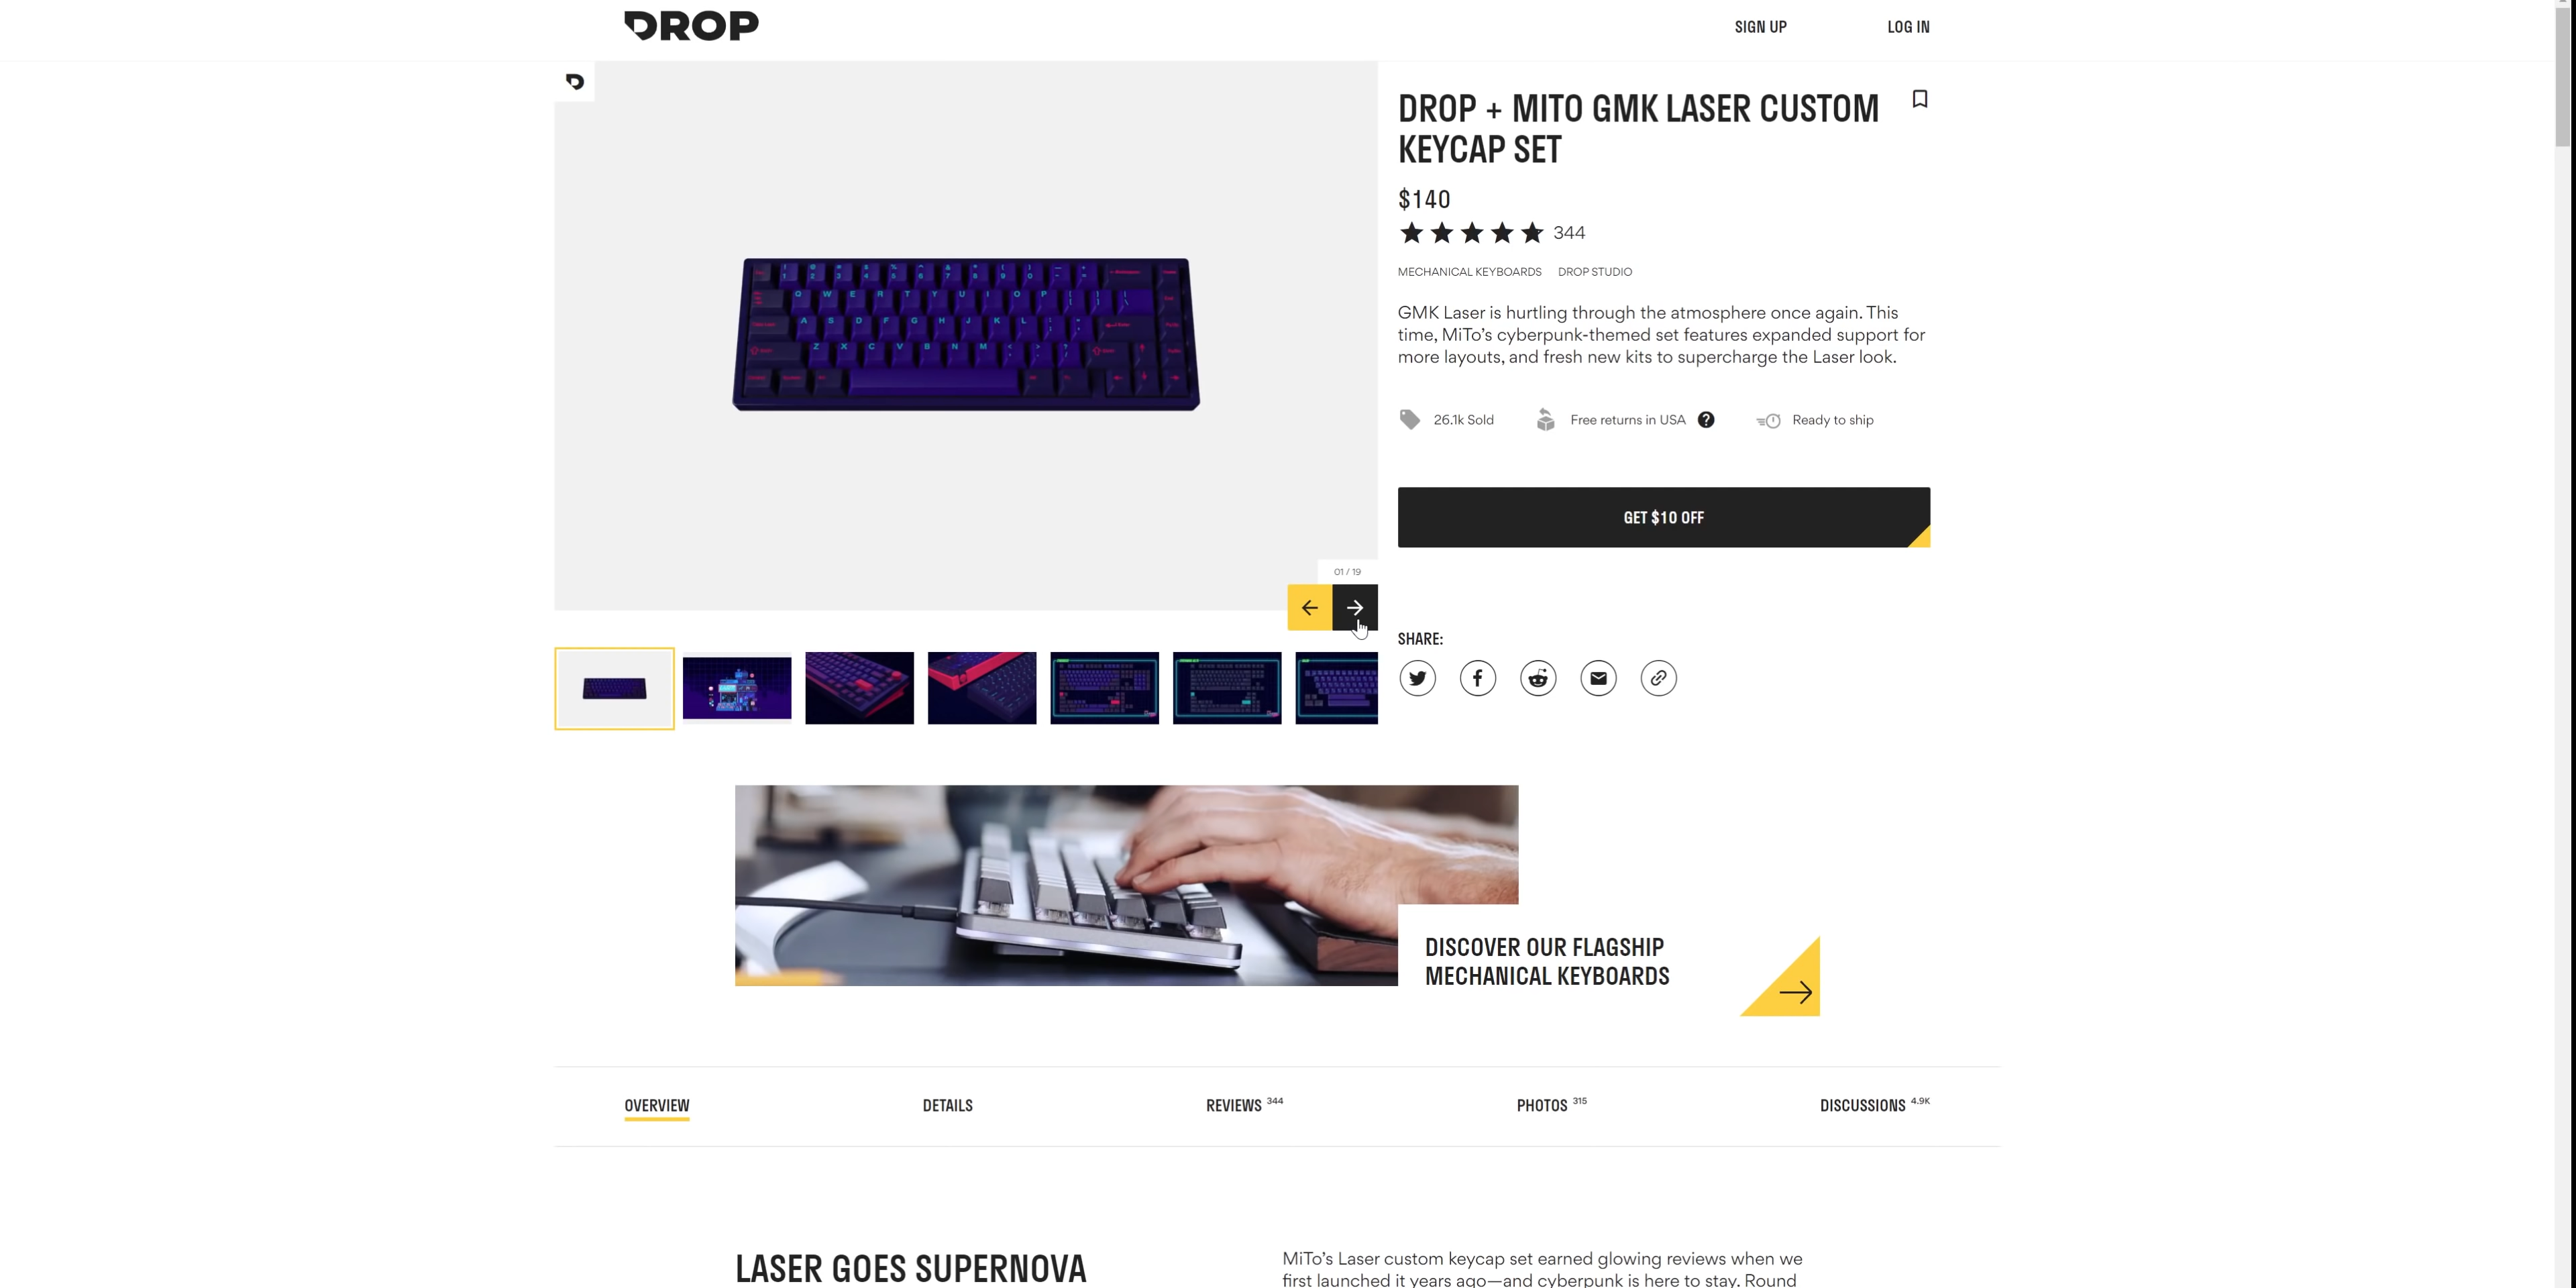 DROP
SIGN UP
LOG IN
DROP + MITO GMK LASER CUSTOM
KEYCAP SET
$140
344
MECHANICAL KEYBOARDS
DROP STUDIO
GMK Laser is hurtling through the atmosphere once again. This
time, MiTo's cyberpunk-themed set features expanded support for
more layouts, and fresh new kits to supercharge the Laser look.
26.1k Sold
Free returns in USA ?
Ready to ship
GET $10 OFF
01 / 19
SHARE:
DISCOVER OUR FLAGSHIP
MECHANICAL KEYBOARDS
OVERVIEW
DETAILS
REVIEWS 344
PHOTOS 315
DISCUSSIONS 4.9K
LASER GOES SUPERNOVA
MiTo's Laser custom keycap set earned glowing reviews when we
first launched it years ago—and cyberpunk is here to stay. Round
Q W E R T Y U I O P
A S D F G H J K L
Z X C V B N M